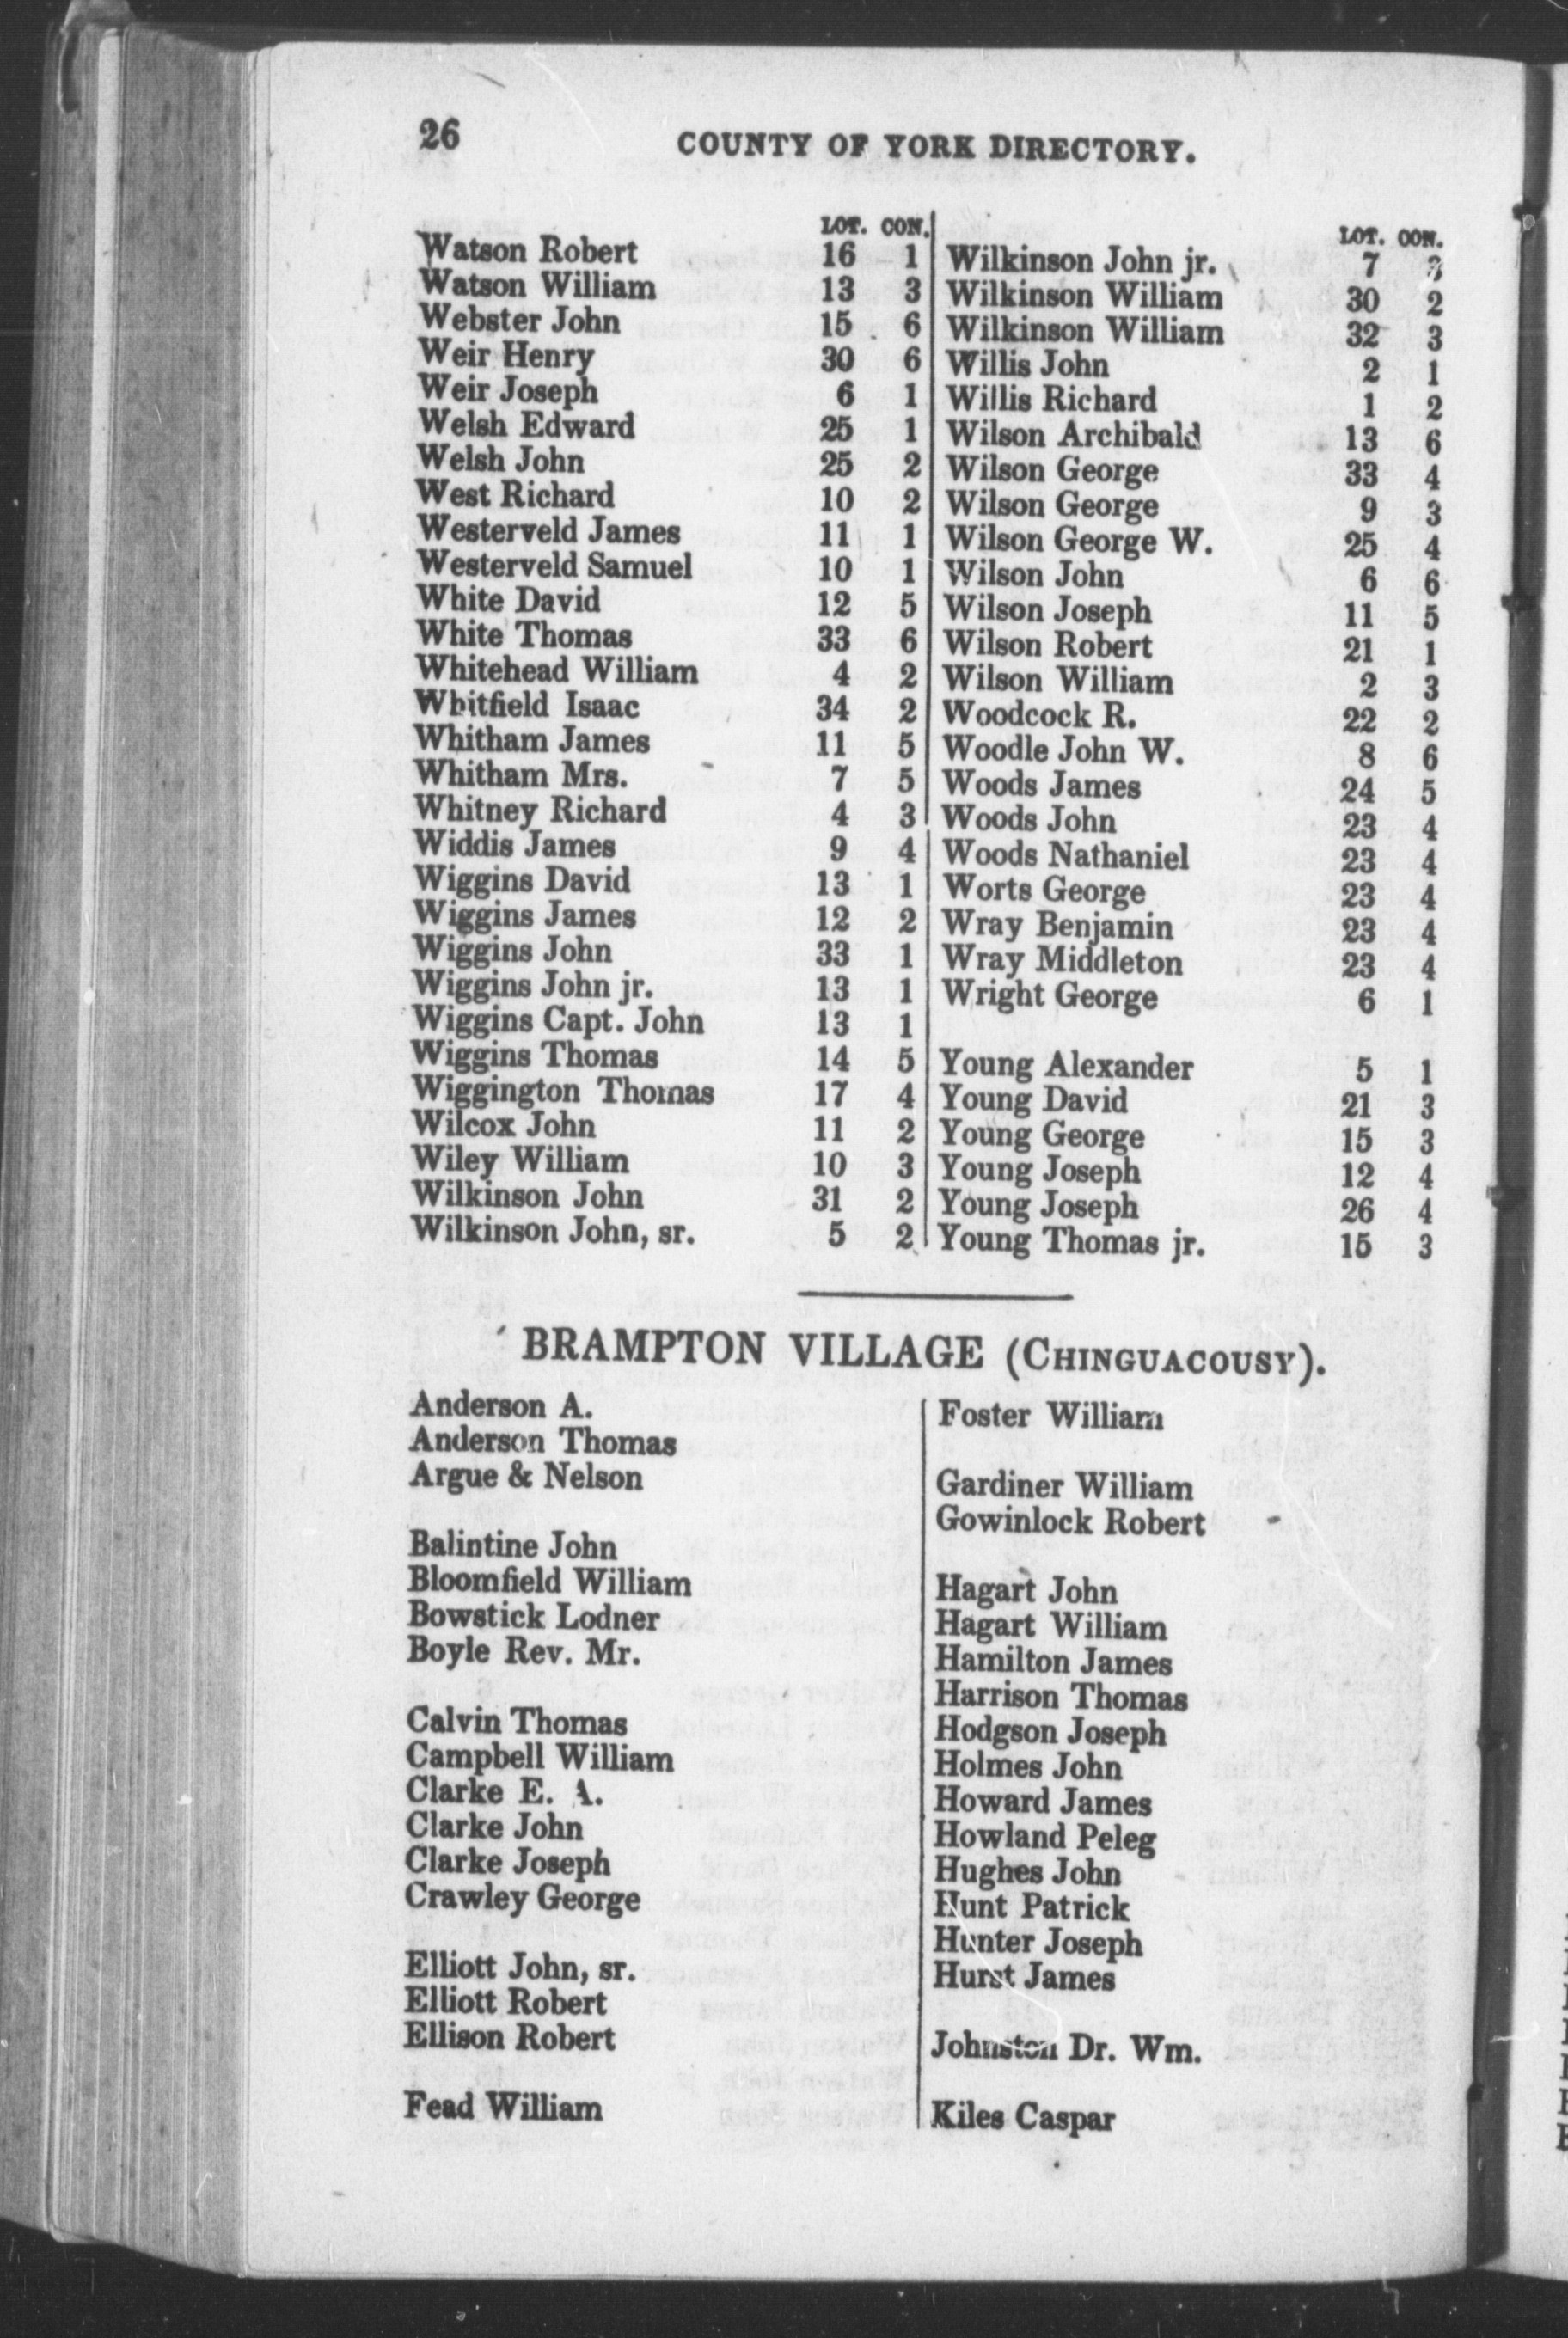 26
COUNTY OF YORK DIRECTORY.
LOT. CON.
Watson Robert 16 1
Watson William 13 3
Webster John 15 6
Weir Henry 30 6
Weir Joseph 6 1
Welsh Edward 25 1
Welsh John 25 2
West Richard 10 2
Westerveld James 11 1
Westerveld Samuel 10 1
White David 12 5
White Thomas 33 6
Whitehead William 4 2
Whitfield Isaac 34 2
Whitham James 11 5
Whitham Mrs. 7 5
Whitney Richard 4 3
Widdis James 9 4
Wiggins David 13 1
Wiggins James 12 2
Wiggins John 33 1
Wiggins John jr. 13 1
Wiggins Capt. John 13 1
Wiggins Thomas 14 5
Wiggington Thomas 17 4
Wilcox John 11 2
Wiley William 10 3
Wilkinson John 31 2
Wilkinson John, sr. 5 2
LOT. CON.
Wilkinson John jr. 7
Wilkinson William 30 2
Wilkinson William 32 3
Willis John 2 1
Willis Richard 1 2
Wilson Archibald 13 6
Wilson George 33 4
Wilson George 9 3
Wilson George W. 25 4
Wilson John 6 6
Wilson Joseph 11 5
Wilson Robert 21 1
Wilson William 2 3
Woodcock R. 22 2
Woodle John W. 8 6
Woods James 24 5
Woods John 23 4
Woods Nathaniel 23 4
Worts George 23 4
Wray Benjamin 23 4
Wray Middleton 23 4
Wright George 6 1
Young Alexander 5 1
Young David 21 3
Young George 15 3
Young Joseph 12 4
Young Joseph 26 4
Young Thomas jr. 15 3
BRAMPTON VILLAGE (CHINGUACOUSY).
Anderson A.
Anderson Thomas
Argue & Nelson
Balintine John
Bloomfield William
Bowstick Lodner
Boyle Rev. Mr.
Calvin Thomas
Campbell William
Clarke E. A.
Clarke John
Clarke Joseph
Crawley George
Elliott John, sr.
Elliott Robert
Ellison Robert
Fead William
Foster William
Gardiner William
Gowinlock Robert
Hagart John
Hagart William
Hamilton James
Harrison Thomas
Hodgson Joseph
Holmes John
Howard James
Howland Peleg
Hughes John
Hunt Patrick
Hunter Joseph
Hurst James
Johnston Dr. Wm.
Kiles Caspar